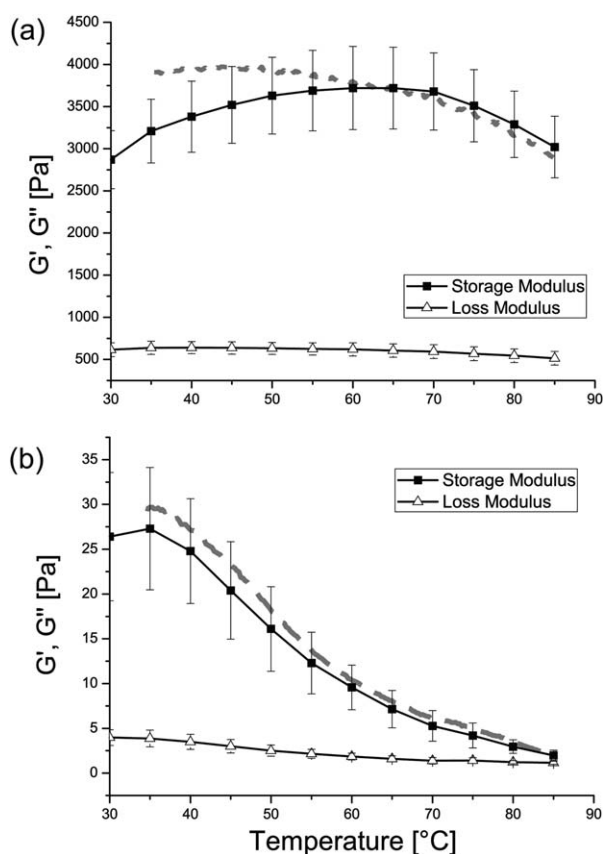 (a)
4500
4000
3500
3000
2500
2000
1500
1000
500
G', G" [Pa]
Storage Modulus
Loss Modulus
30 40 50 60 70 80 90
(b)
35
30
25
20
15
10
5
0
G', G" [Pa]
Storage Modulus
Loss Modulus
30 40 50 60 70 80 90
Temperature [°C]